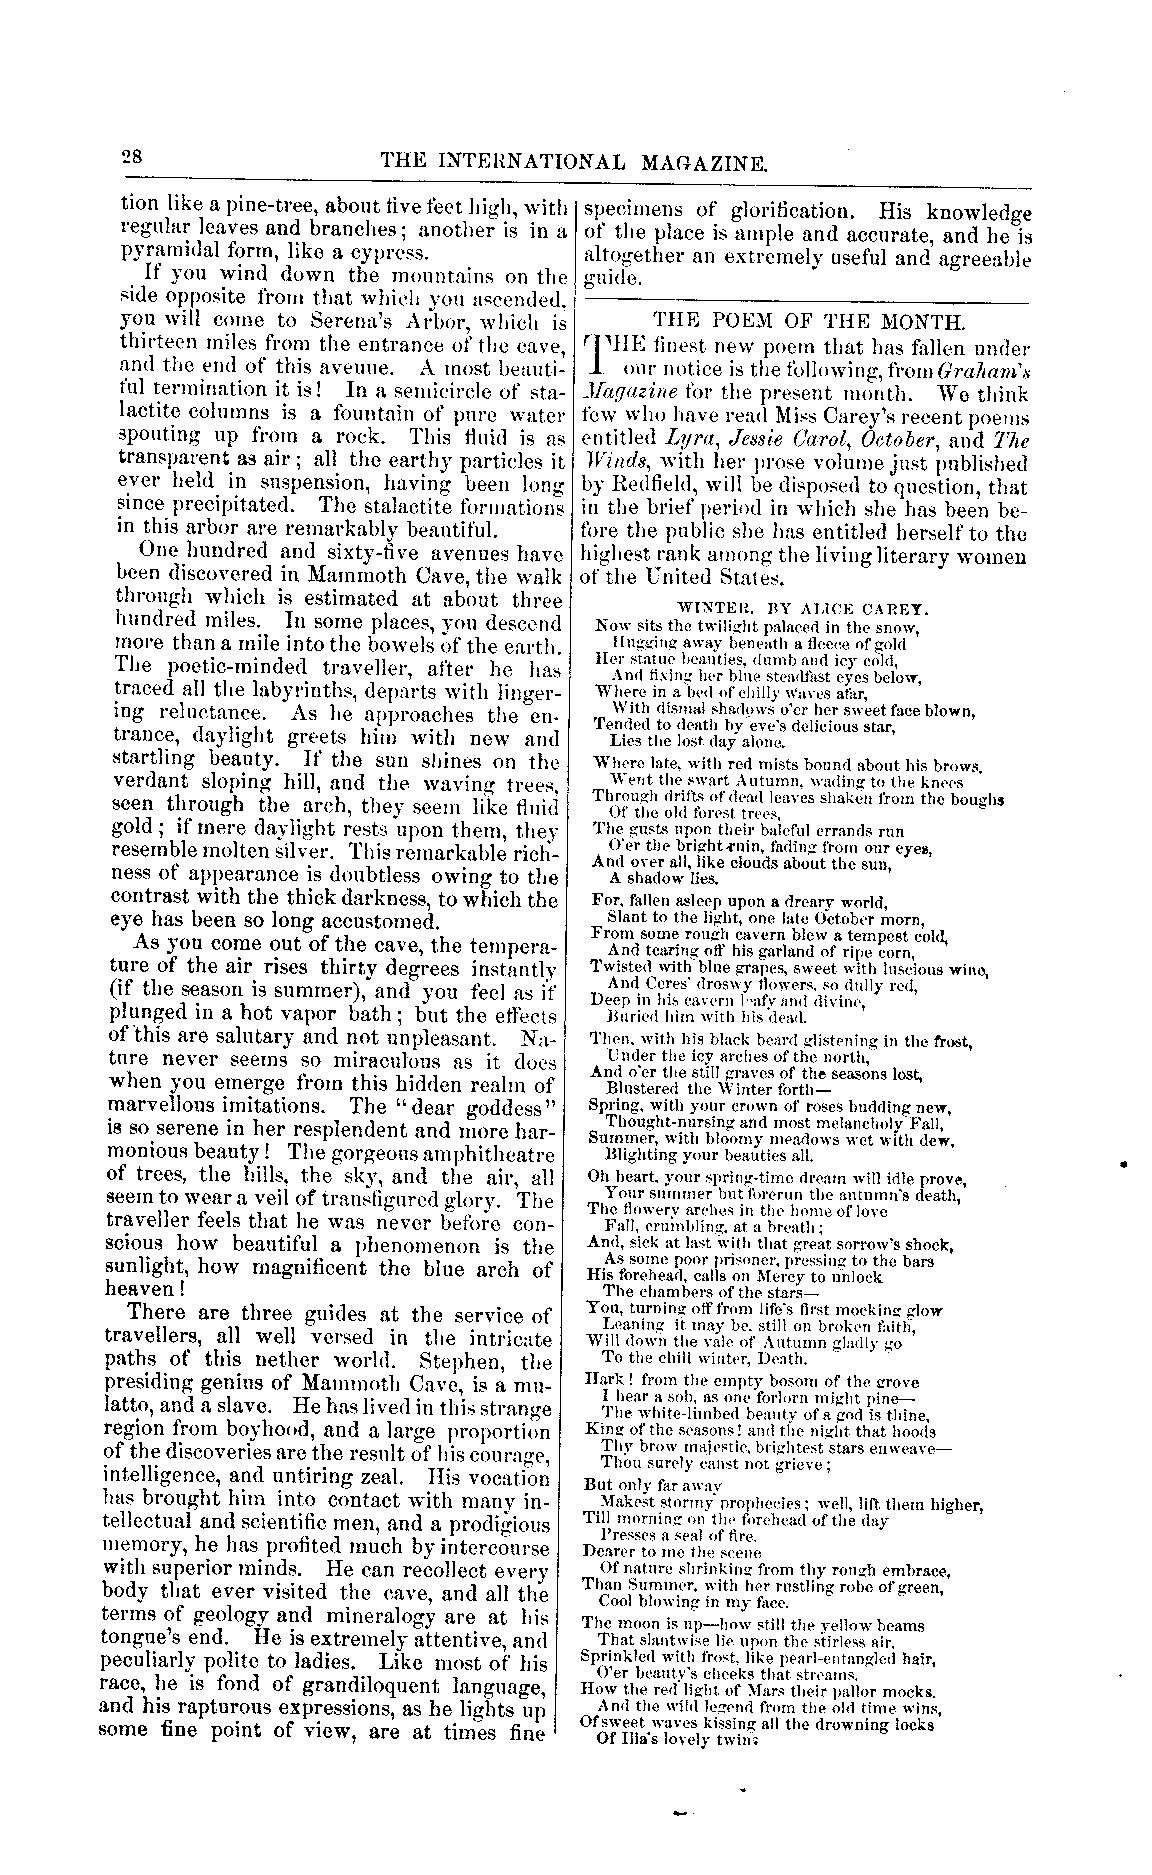 28
THE INTERNATIONAL MAGAZINE.
tion like a pine-tree, about five feet high, with
regular leaves and branches; another is in a
pyramidal form, like a cypress.
If you wind down the mountains on the
side opposite from that which you ascended,
you will come to Serena's Arbor, which is
thirteen miles from the entrance of the cave,
and the end of this avenue. A most beauti-
ful termination it is! In a semicircle of sta-
lactite columns is a fountain of pure water
spouting up from a rock. This fluid is as
transparent as air; all the earthy particles it
ever held in suspension, having been long
since precipitated. The stalactite formations
in this arbor are remarkably beautiful.
One hundred and sixty-five avenues have
been discovered in Mammoth Cave, the walk
through which is estimated at about three
hundred miles. In some places, you descend
more than a mile into the bowels of the earth.
The poetic-minded traveller, after he has
traced all the labyrinths, departs with linger-
ing reluctance. As he approaches the en-
trance, daylight greets him with new and
startling beauty. If the sun shines on the
verdant sloping hill, and the waving trees,
seen through the arch, they seem like fluid
gold; if mere daylight rests upon them, they
resemble molten silver. This remarkable rich-
ness of appearance is doubtless owing to the
contrast with the thick darkness, to which the
eye has been so long accustomed.
As you come out of the cave, the tempera-
ture of the air rises thirty degrees instantly
(if the season is summer), and you feel as if
plunged in a hot vapor bath; but the effects
of this are salutary and not unpleasant. Na-
ture never seems so miraculous as it does
when you emerge from this hidden realm of
marvellous imitations. The "dear goddess"
is so serene in her resplendent and more har-
monious beauty! The gorgeous amphitheatre
of trees, the hills, the sky, and the air, all
seem to wear a veil of transfigured glory. The
traveller feels that he was never before con-
scious how beautiful a phenomenon is the
sunlight, how magnificent the blue arch of
heaven!
There are three guides at the service of
travellers, all well versed in the intricate
paths of this nether world. Stephen, the
presiding genius of Mammoth Cave, is a mu-
latto, and a slave. He has lived in this strange
region from boyhood, and a large proportion
of the discoveries are the result of his courage,
intelligence, and untiring zeal. His vocation
has brought him into contact with many in-
tellectual and scientific men, and a prodigious
memory, he has profited much by intercourse
with superior minds. He can recollect every
body that ever visited the cave, and all the
terms of geology and mineralogy are at his
tongue's end. He is extremely attentive, and
peculiarly polite to ladies. Like most of his
race, he is fond of grandiloquent language,
and his rapturous expressions, as he lights up
some fine point of view, are at times fine
specimens of glorification. His knowledge
of the place is ample and accurate, and he is
altogether an extremely useful and agreeable
guide.
THE POEM OF THE MONTH.
THE finest new poem that has fallen under
our notice is the following, from Graham's
Magazine for the present month. We think
few who have read Miss Carey's recent poems
entitled Lyra, Jessie Carol, October, and The
Winds, with her prose volume just published
by Redfield, will be disposed to question, that
in the brief period in which she has been be-
fore the public she has entitled herself to the
highest rank among the living literary women
of the United States.
WINTER. BY ALICE CAREY.
Now sits the twilight palaced in the snow,
Hugging away beneath a fleece of gold
Her statue beauties, dumb and icy cold,
And fixing her blue steadfast eyes below,
Where in a bed of chilly waves afar,
With dismal shadows o'er her sweet face blown,
Tended to death by eve's delicious star,
Lies the lost day alone.
Where late, with red mists bound about his brows,
Went the swart Autumn, wading to the knees
Through drifts of dead leaves shaken from the boughs
Of the old forest trees,
The gusts upon their baleful errands run
O'er the bright ruin, fading from our eyes,
And over all, like clouds about the sun,
A shadow lies.
For, fallen asleep upon a dreary world,
Slant to the light, one late October morn,
From some rough cavern blew a tempest cold,
And tearing off his garland of ripe corn,
Twisted with blue grapes, sweet with luscious wine,
And Ceres' droswy flowers, so dully red,
Deep in his cavern leafy and divine,
Buried him with his dead.
Then, with his black beard glistening in the frost,
Under the icy arches of the north,
And o'er the still graves of the seasons lost,
Blustered the Winter forth—
Spring, with your crown of roses budding new,
Thought-nursing and most melancholy Fall,
Summer, with bloomy meadows wet with dew,
Blighting your beauties all.
Oh heart, your spring-time dream will idle prove,
Your summer but forerun the autumn's death,
The flowery arches in the home of love
Fall, crumbling, at a breath;
And, sick at last with that great sorrow's shock,
As some poor prisoner, pressing to the bars
His forehead, calls on Mercy to unlock
The chambers of the stars—
You, turning off from life's first mocking glow
Leaning it may be, still on broken faith,
Will down the vale of Autumn gladly go
To the chill winter, Death.
Hark! from the empty bosom of the grove
I hear a sob, as one forlorn might pine—
The white-limbed beauty of a god is thine,
King of the seasons! and the night that hoods
Thy brow majestic, brightest stars enweave—
Thou surely canst not grieve;
But only far away
Makest stormy prophecies; well, lift them higher,
Till morning on the forehead of the day
Presses a seal of fire.
Dearer to me the scene
Of nature shrinking from thy rough embrace,
Than Summer, with her rustling robe of green,
Cool blowing in my face.
The moon is up—how still the yellow beams
That slantwise lie upon the stirless air,
Sprinkled with frost, like pearl-entangled hair,
O'er beauty's cheeks that streams.
How the red light of Mars their pallor mocks,
And the wild legend from the old time wins,
Of sweet waves kissing all the drowning locks
Of Ilia's lovely twins